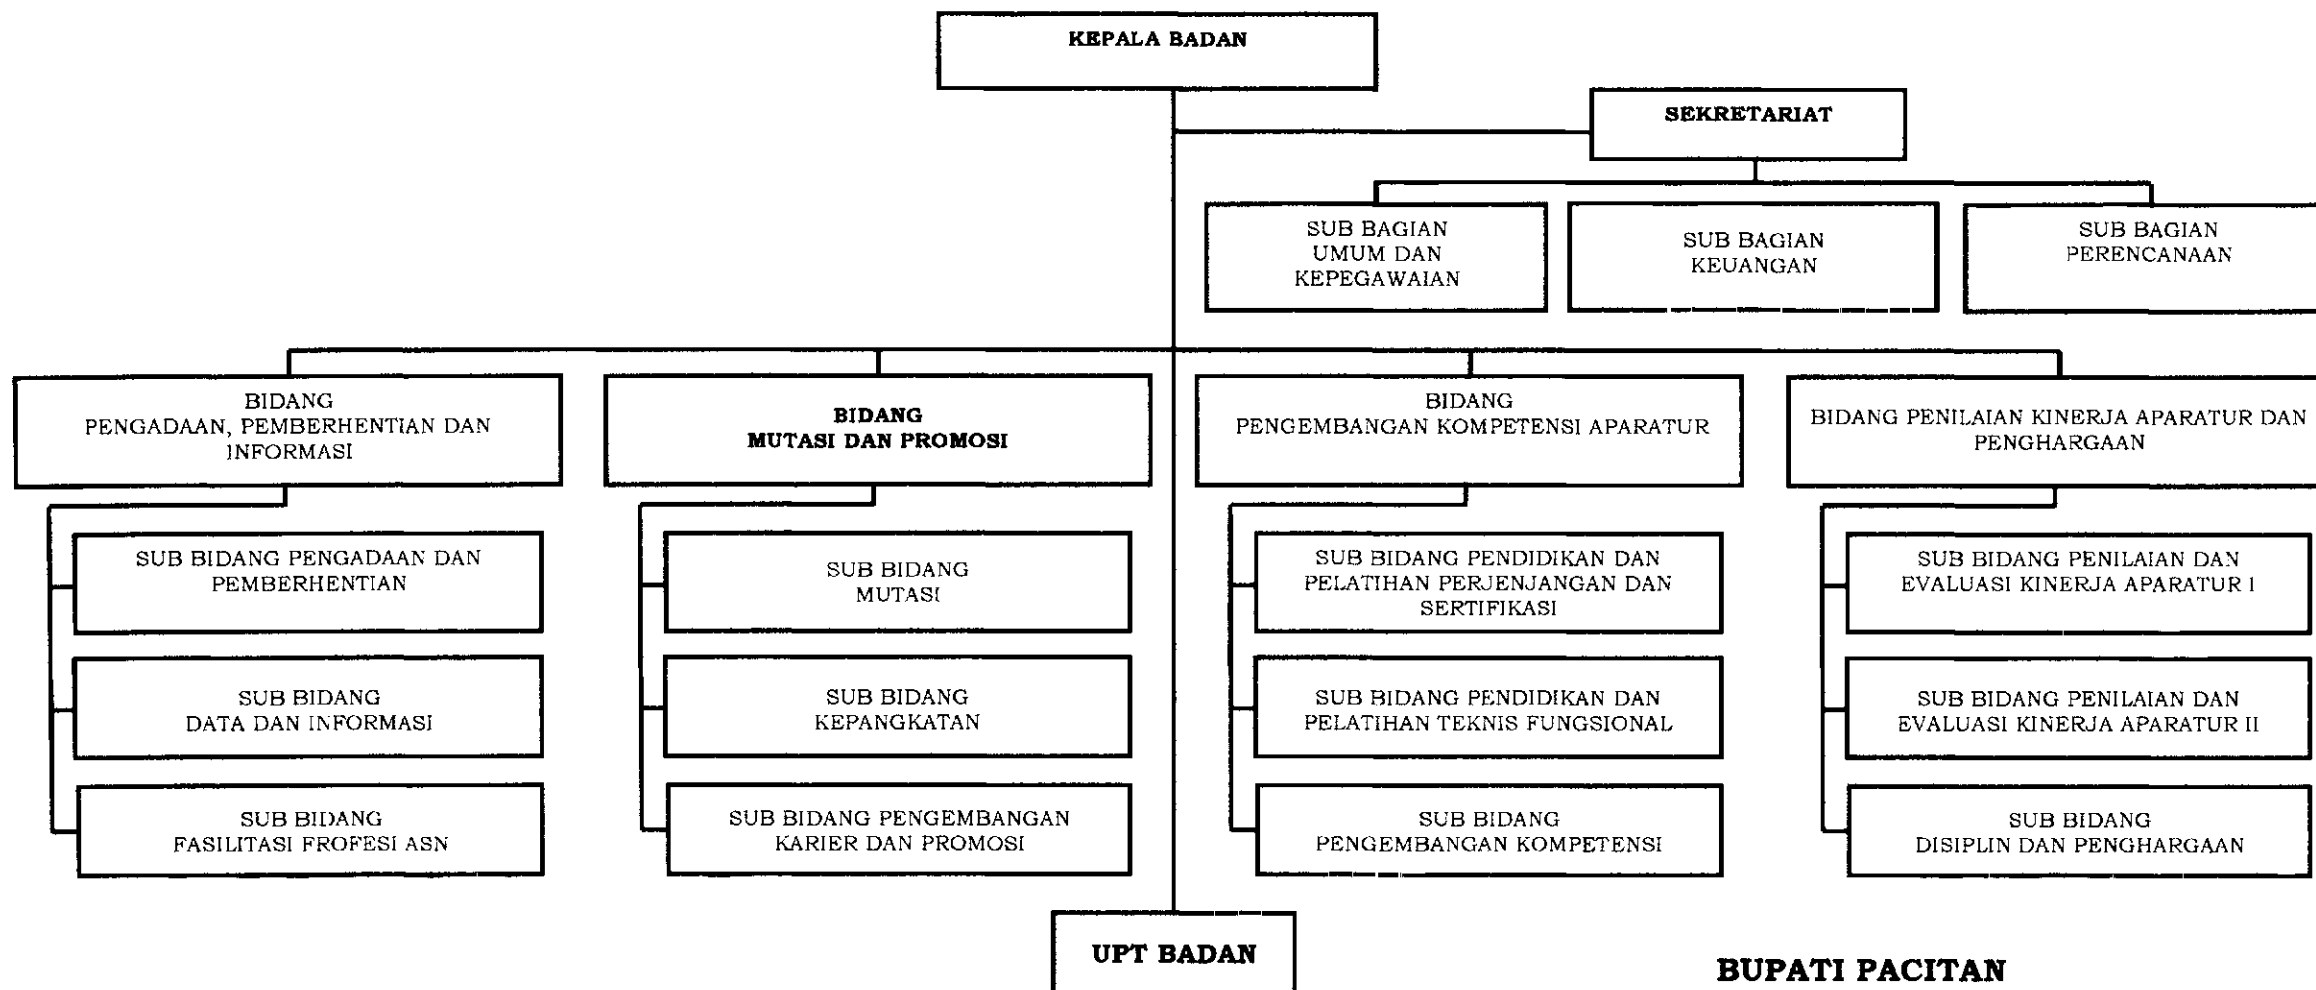 KEPALA BADAN
SEKRETARIAT
SUB BAGIAN
UMUM DAN
KEPEGAWAIAN
SUB BAGIAN
KEUANGAN
SUB BAGIAN
PERENCANAAN
BIDANG
PENGADAAN, PEMBERHENTIAN DAN
INFORMASI
BIDANG
MUTASI DAN PROMOSI
BIDANG
PENGEMBANGAN KOMPETENSI APARATUR
BIDANG PENILAIAN KINERJA APARATUR DAN
PENGHARGAAN
SUB BIDANG PENGADAAN DAN
PEMBERHENTIAN
SUB BIDANG
DATA DAN INFORMASI
SUB BIDANG
FASILITASI FROFESI ASN
SUB BIDANG
MUTASI
SUB BIDANG
KEPANGKATAN
SUB BIDANG PENGEMBANGAN
KARIER DAN PROMOSI
SUB BIDANG PENDIDIKAN DAN
PELATIHAN PERJENJANGAN DAN
SERTIFIKASI
SUB BIDANG PENDIDIKAN DAN
PELATIHAN TEKNIS FUNGSIONAL
SUB BIDANG
PENGEMBANGAN KOMPETENSI
SUB BIDANG PENILAIAN DAN
EVALUASI KINERJA APARATUR I
SUB BIDANG PENILAIAN DAN
EVALUASI KINERJA APARATUR II
SUB BIDANG
DISIPLIN DAN PENGHARGAAN
UPT BADAN
BUPATI PACITAN